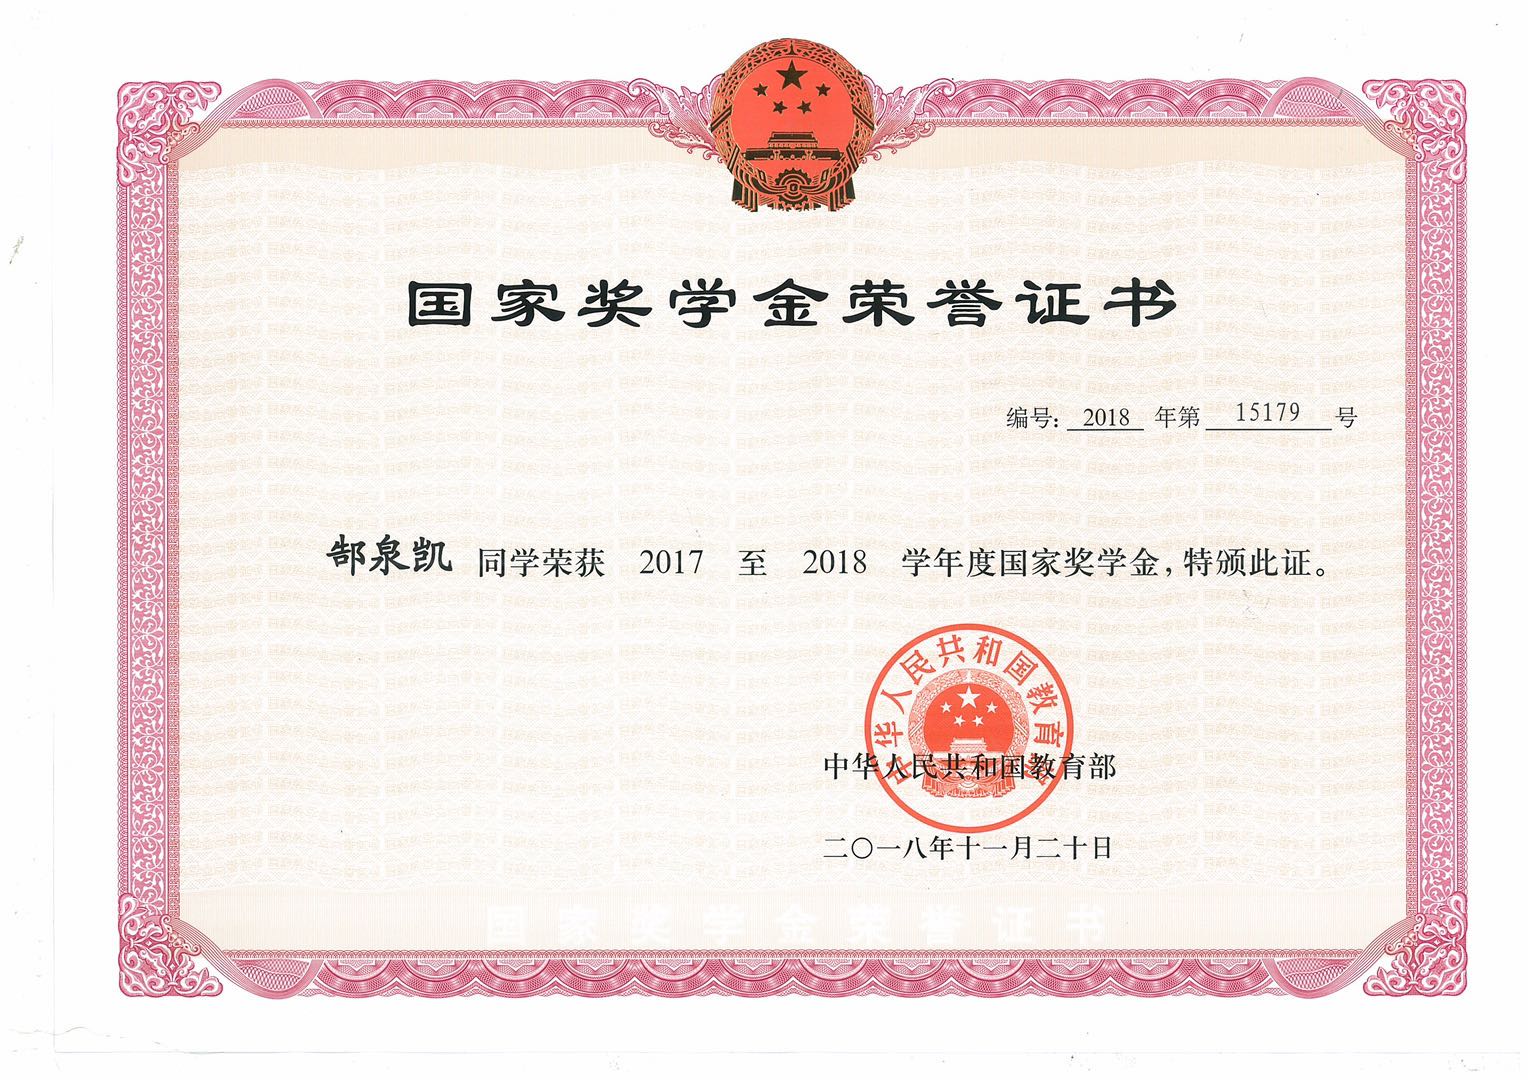 国家奖学金荣誉证书
编号: 2018 年第 15179 号
郜泉凯 同学荣获 2017 至 2018 学年度国家奖学金,特颁此证。
中华人民共和国教育部
中华人民共和国教育部
二〇一八年十一月二十日
国家奖学金荣誉证书